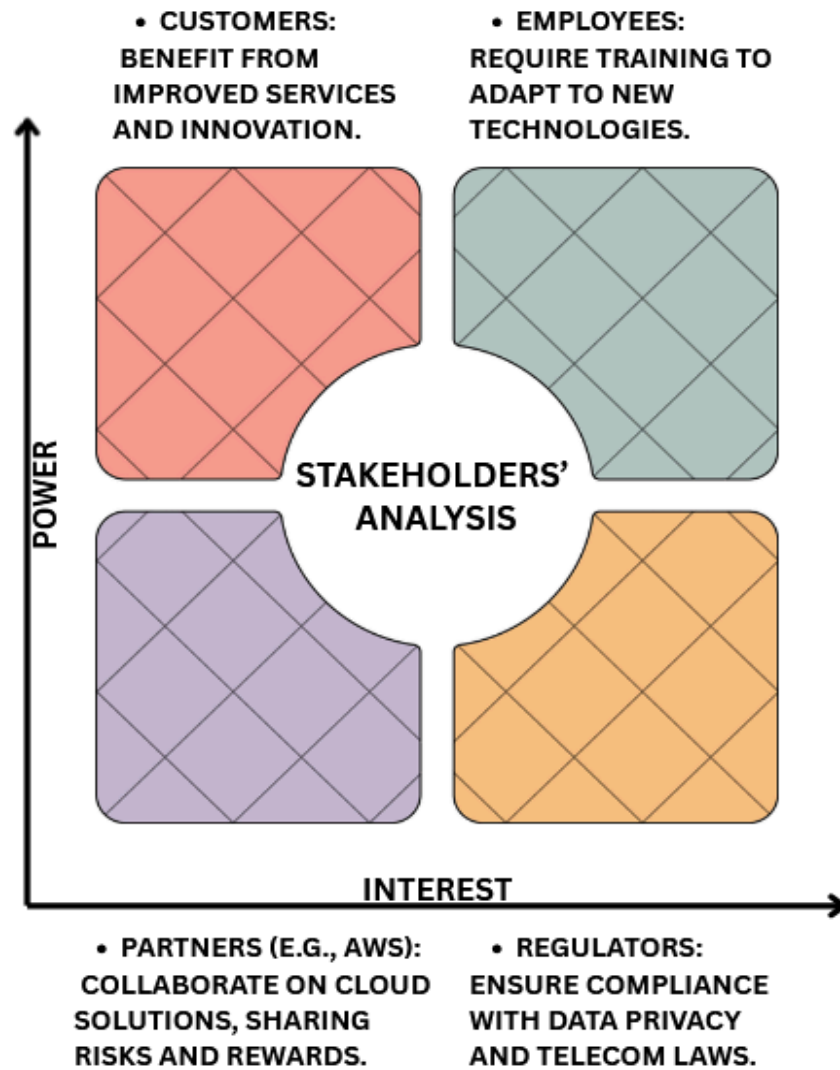 • CUSTOMERS:
BENEFIT FROM
IMPROVED SERVICES
AND INNOVATION.
• EMPLOYEES:
REQUIRE TRAINING TO
ADAPT TO NEW
TECHNOLOGIES.
POWER
STAKEHOLDERS’
ANALYSIS
INTEREST
• PARTNERS (E.G., AWS):
COLLABORATE ON CLOUD
SOLUTIONS, SHARING
RISKS AND REWARDS.
• REGULATORS:
ENSURE COMPLIANCE
WITH DATA PRIVACY
AND TELECOM LAWS.